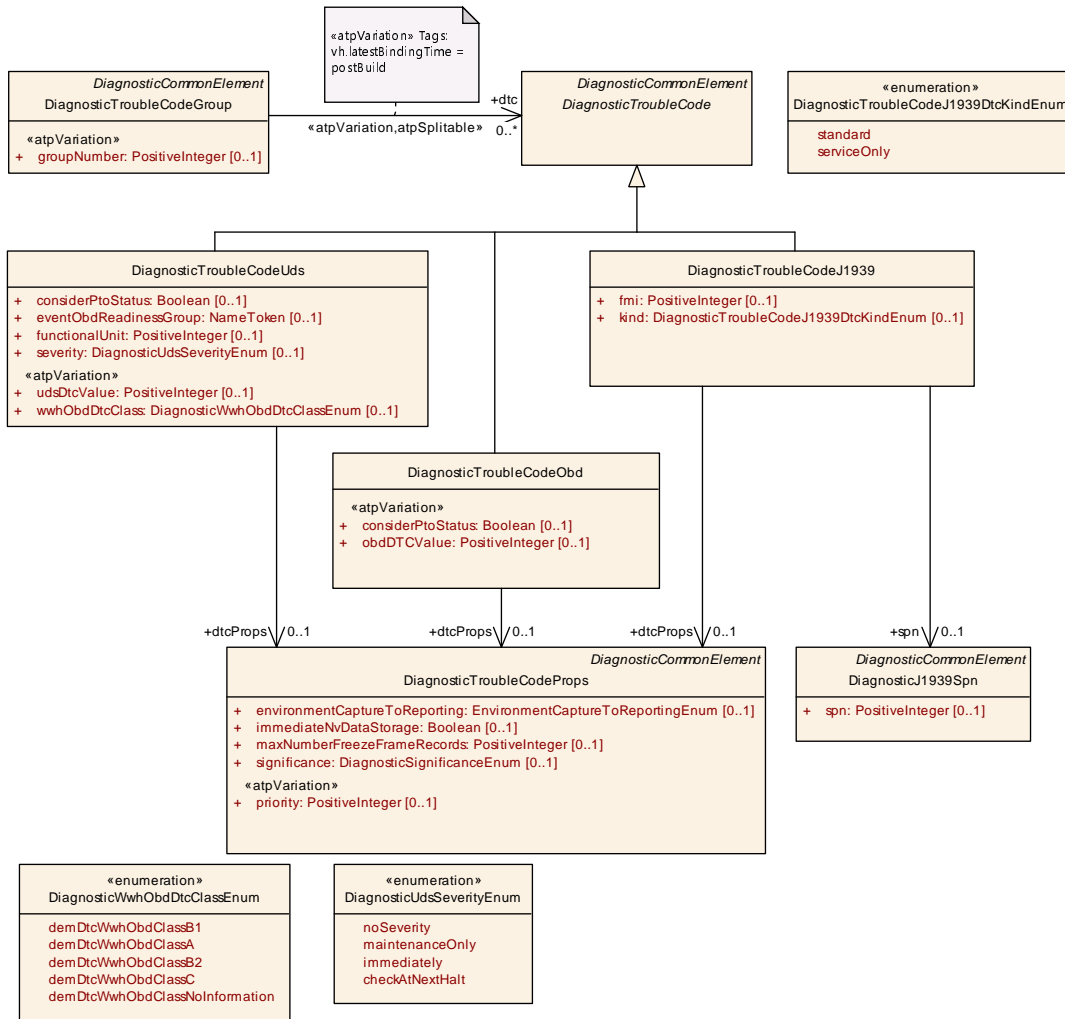 «atpVariation» Tags:
vh.latestBindingTime =
postBuild
DiagnosticCommonElement
DiagnosticTroubleCodeGroup
«atpVariation»
+ groupNumber: PositiveInteger [0..1]
+dtc
«atpVariation,atpSplitable»
0..*
DiagnosticCommonElement
DiagnosticTroubleCode
«enumeration»
DiagnosticTroubleCodeJ1939DtcKindEnum
standard
serviceOnly
DiagnosticTroubleCodeUds
+ considerPtoStatus: Boolean [0..1]
+ eventObdReadinessGroup: NameToken [0..1]
+ functionalUnit: PositiveInteger [0..1]
+ severity: DiagnosticUdsSeverityEnum [0..1]
«atpVariation»
+ udsDtcValue: PositiveInteger [0..1]
+ wwhObdDtcClass: DiagnosticWwhObdDtcClassEnum [0..1]
DiagnosticTroubleCodeJ1939
+ fmi: PositiveInteger [0..1]
+ kind: DiagnosticTroubleCodeJ1939DtcKindEnum [0..1]
DiagnosticTroubleCodeObd
«atpVariation»
+ considerPtoStatus: Boolean [0..1]
+ obdDTCValue: PositiveInteger [0..1]
+dtcProps 0..1
+dtcProps 0..1
+dtcProps 0..1
+spn 0..1
DiagnosticCommonElement
DiagnosticTroubleCodeProps
+ environmentCaptureToReporting: EnvironmentCaptureToReportingEnum [0..1]
+ immediateNvDataStorage: Boolean [0..1]
+ maxNumberFreezeFrameRecords: PositiveInteger [0..1]
+ significance: DiagnosticSignificanceEnum [0..1]
«atpVariation»
+ priority: PositiveInteger [0..1]
DiagnosticCommonElement
DiagnosticJ1939Spn
+ spn: PositiveInteger [0..1]
«enumeration»
DiagnosticWwhObdDtcClassEnum
demDtcWwhObdClassB1
demDtcWwhObdClassA
demDtcWwhObdClassB2
demDtcWwhObdClassC
demDtcWwhObdClassNoInformation
«enumeration»
DiagnosticUdsSeverityEnum
noSeverity
maintenanceOnly
immediately
checkAtNextHalt